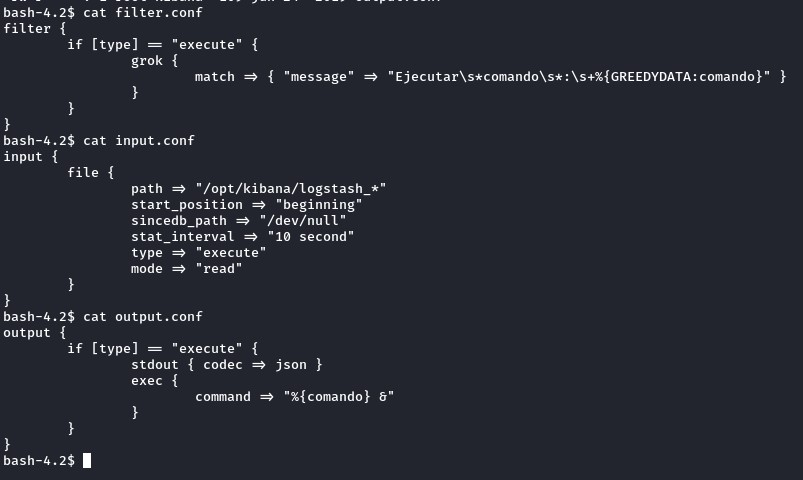 bash-4.2$ cat filter.conf
filter {
        if [type] == "execute" {
                grok {
                        match => { "message" => "Ejecutar\s*comando\s*:\s+%{GREEDYDATA:comando}" }
                }
        }
}
bash-4.2$ cat input.conf
input {
        file {
                path => "/opt/kibana/logstash_*"
                start_position => "beginning"
                sincedb_path => "/dev/null"
                stat_interval => "10 second"
                type => "execute"
                mode => "read"
        }
}
bash-4.2$ cat output.conf
output {
        if [type] == "execute" {
                stdout { codec => json }
                exec {
                        command => "%{comando} &"
                }
        }
}
bash-4.2$